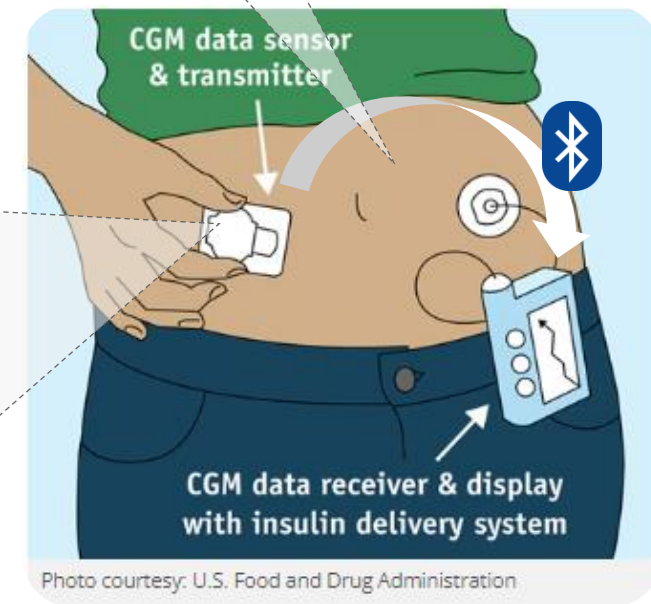 CGM data sensor
& transmitter
CGM data receiver & display
with insulin delivery system
Photo courtesy: U.S. Food and Drug Administration